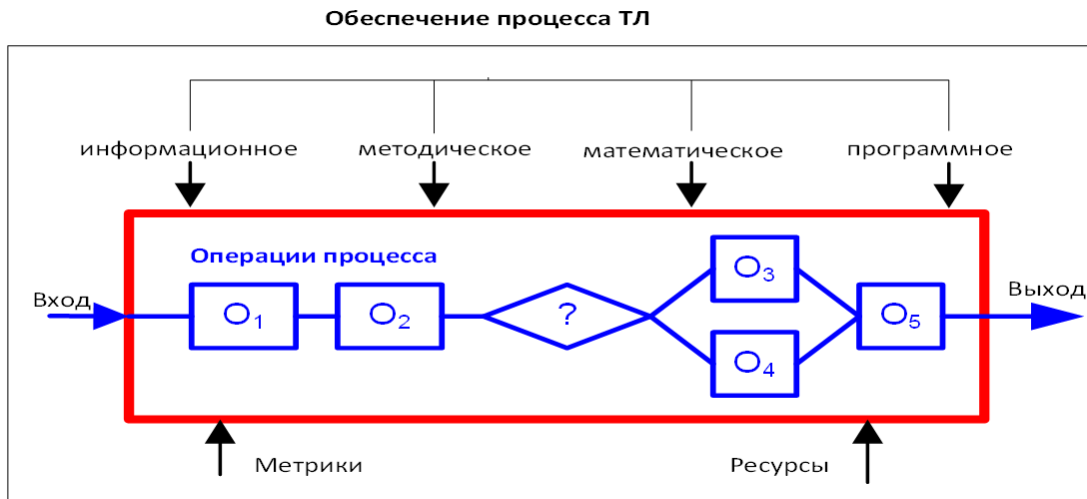 Обеспечение процесса ТЛ
информационное методическое математическое программное
Операции процесса
Вход O1 O2 ? O3 O4 O5 Выход
Метрики Ресурсы